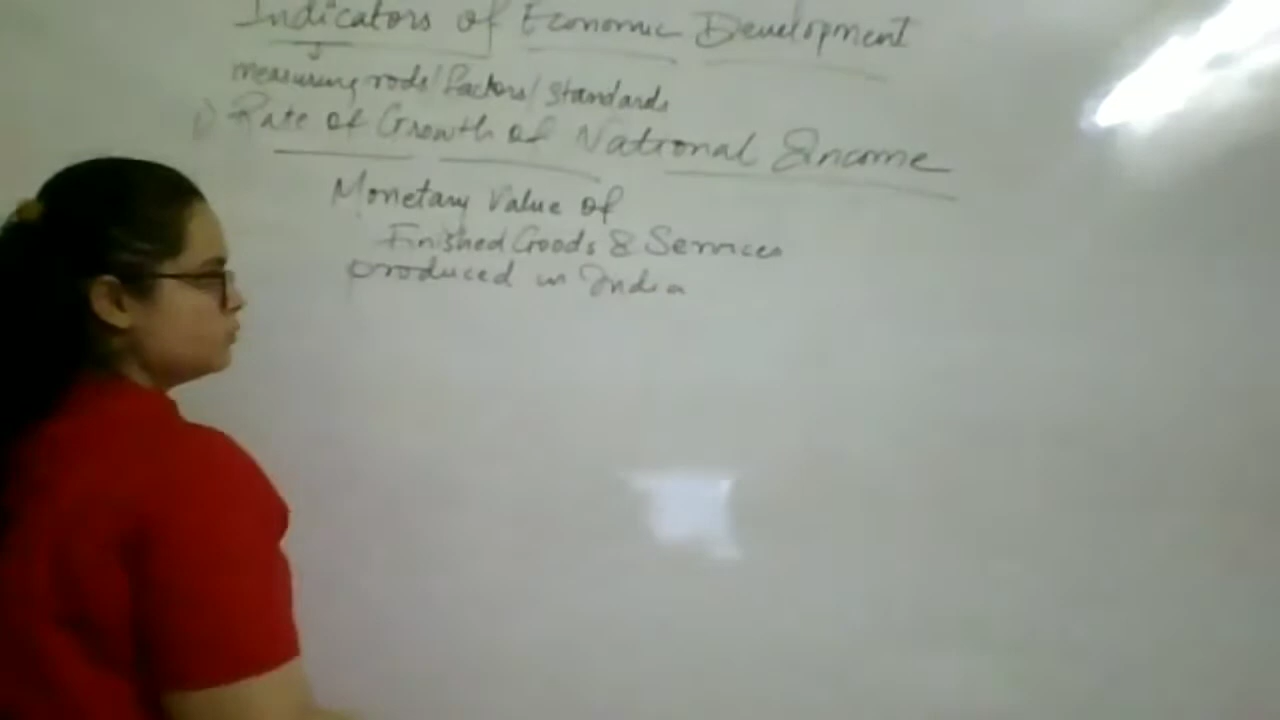 Indicators of Economic Development
measuring rods/factors/standards
1) Rate of Growth of National Income
Monetary Value of
Finished Goods & Services
produced in India